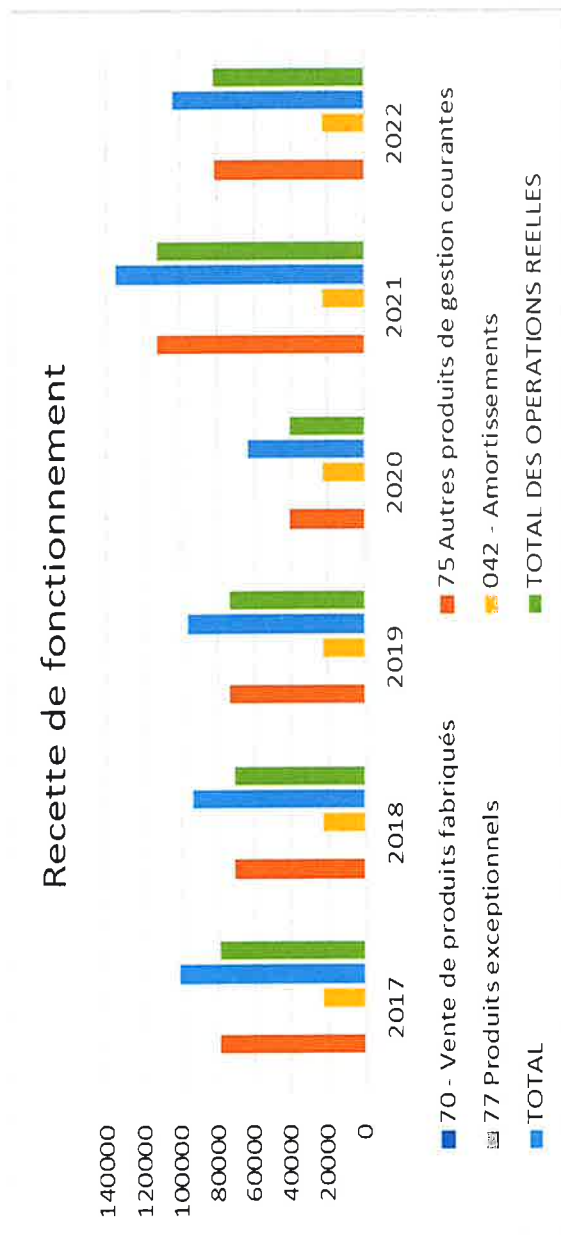 Recette de fonctionnement
140000
120000
100000
80000
60000
40000
20000
0
2017
2018
2019
2020
2021
2022
70 - Vente de produits fabriqués
75 Autres produits de gestion courantes
77 Produits exceptionnels
042 - Amortissements
TOTAL
TOTAL DES OPERATIONS REELLES